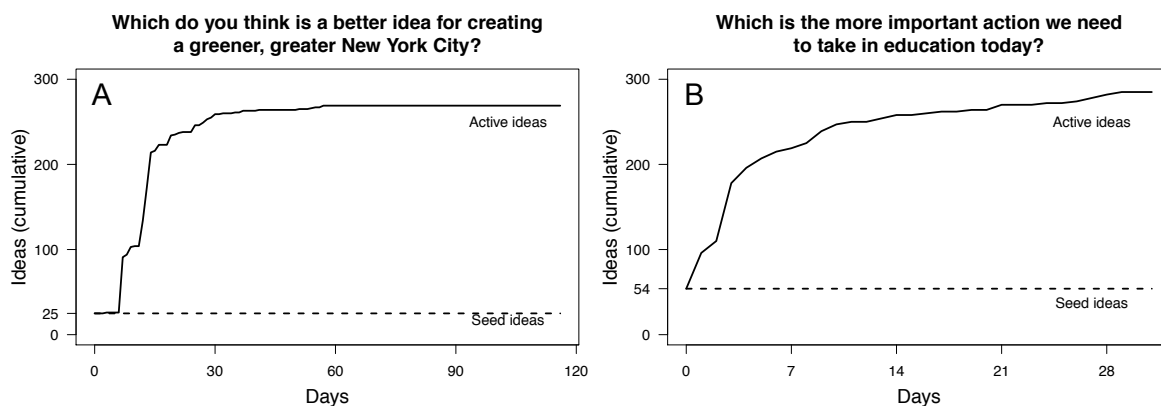 Which do you think is a better idea for creating
a greener, greater New York City?
A
Ideas (cumulative)
300
200
100
25
0
Active ideas
Seed ideas
0 30 60 90 120
Days
Which is the more important action we need
to take in education today?
B
Ideas (cumulative)
300
200
100
54
0
Active ideas
Seed ideas
0 7 14 21 28
Days